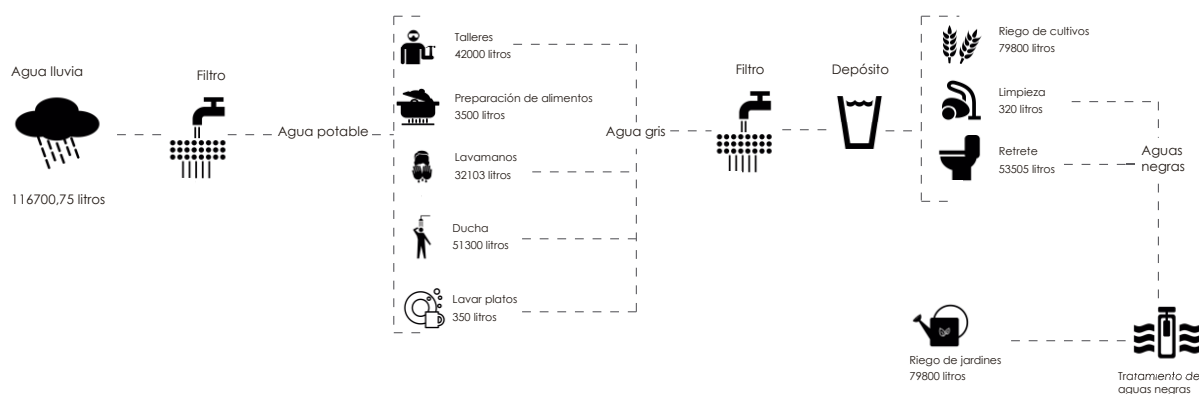 Agua lluvia
116700,75 litros
Filtro
Agua potable
Talleres
42000 litros
Preparación de alimentos
3500 litros
Lavamanos
32103 litros
Ducha
51300 litros
Lavar platos
350 litros
Agua gris
Filtro
Depósito
Riego de cultivos
79800 litros
Limpieza
320 litros
Retrete
53505 litros
Aguas
negras
Riego de jardines
79800 litros
Tratamiento de
aguas negras